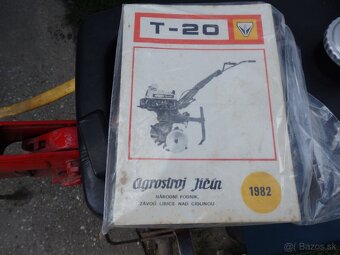 T-20
Agrostroj Jičín
NÁRODNÍ PODNIK,
ZÁVOD LIBICE NAD CIDLINOU
1982
Bazos.sk